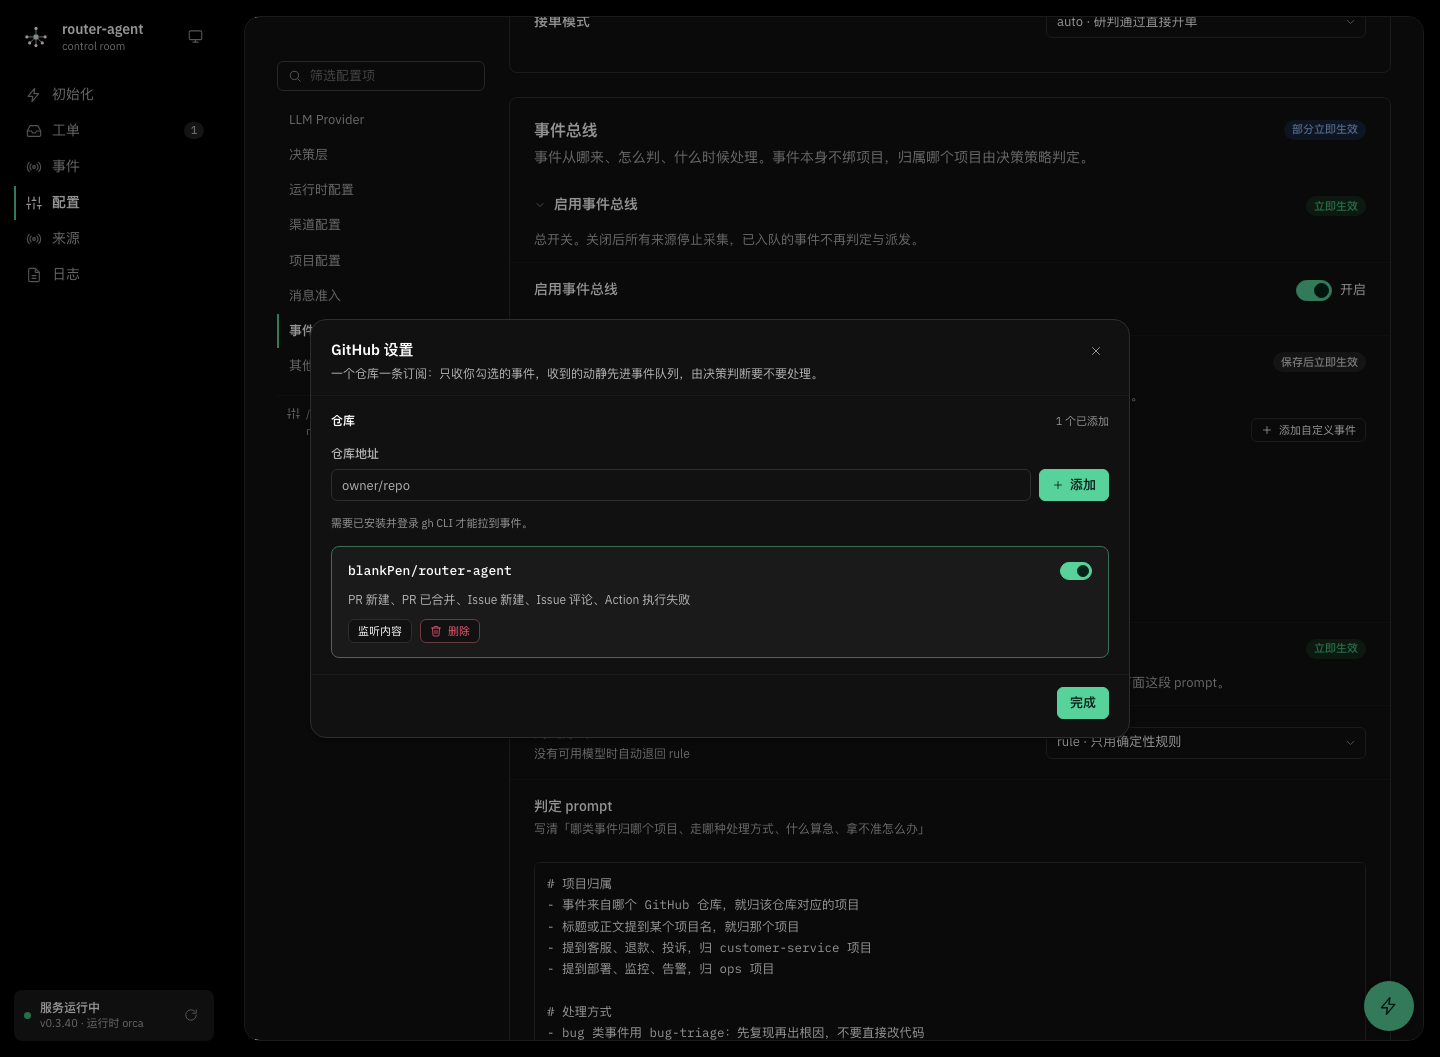 router-agent
control room
初始化
工单
1
事件
配置
来源
日志
服务运行中
v0.3.40 · 运行时 orca
筛选配置项
LLM Provider
决策层
运行时配置
渠道配置
项目配置
消息准入
事件
其他
接单模式
auto · 研判通过直接开单
事件总线
部分立即生效
事件从哪来、怎么判、什么时候处理。事件本身不绑项目，归属哪个项目由决策策略判定。
启用事件总线
立即生效
总开关。关闭后所有来源停止采集，已入队的事件不再判定与派发。
启用事件总线
开启
保存后立即生效
添加自定义事件
GitHub 设置
一个仓库一条订阅：只收你勾选的事件，收到的动静先进事件队列，由决策判断要不要处理。
仓库
1 个已添加
仓库地址
owner/repo
添加
需要已安装并登录 gh CLI 才能拉到事件。
blankPen/router-agent
PR 新建、PR 已合并、Issue 新建、Issue 评论、Action 执行失败
监听内容
删除
完成
立即生效
面这段 prompt。
没有可用模型时自动退回 rule
rule · 只用确定性规则
判定 prompt
写清「哪类事件归哪个项目、走哪种处理方式、什么算急、拿不准怎么办」
# 项目归属
- 事件来自哪个 GitHub 仓库，就归该仓库对应的项目
- 标题或正文提到某个项目名，就归那个项目
- 提到客服、退款、投诉，归 customer-service 项目
- 提到部署、监控、告警，归 ops 项目
# 处理方式
- bug 类事件用 bug-triage：先复现再出根因，不要直接改代码